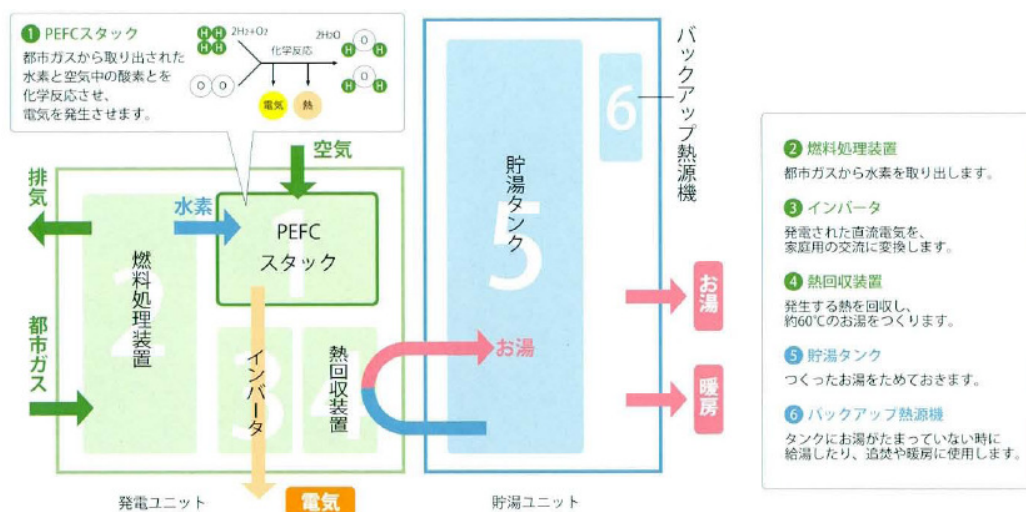 1 PEFCスタック
都市ガスから取り出された
水素と空気中の酸素とを
化学反応させ、
電気を発生させます。
H H
H H
2H₂+O₂
化学反応
2H₂O
O
H H
O O
O
H H
電気 熱
空気
排気
水素
1
PEFC
スタック
2
燃料処理装置
都市ガス
3
インバータ
4
熱回収装置
電気
発電ユニット
5
貯湯タンク
お湯
6
バックアップ熱源機
お湯
暖房
貯湯ユニット
2 燃料処理装置
都市ガスから水素を取り出します。
3 インバータ
発電された直流電気を、
家庭用の交流に変換します。
4 熱回収装置
発生する熱を回収し、
約60℃のお湯をつくります。
5 貯湯タンク
つくったお湯をためておきます。
6 バックアップ熱源機
タンクにお湯がたまっていない時に
給湯したり、追焚や暖房に使用します。